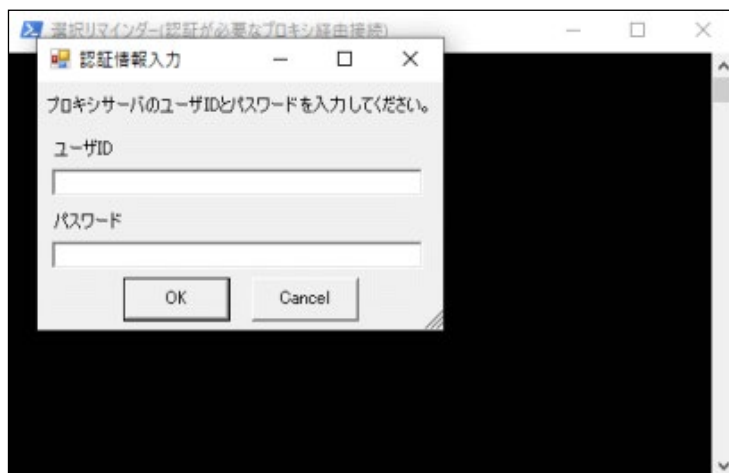 選択リマインダー(認証が必要なプロキシ経由接続)
認証情報入力
プロキシサーバのユーザIDとパスワードを入力してください。
ユーザID
パスワード
OK
Cancel